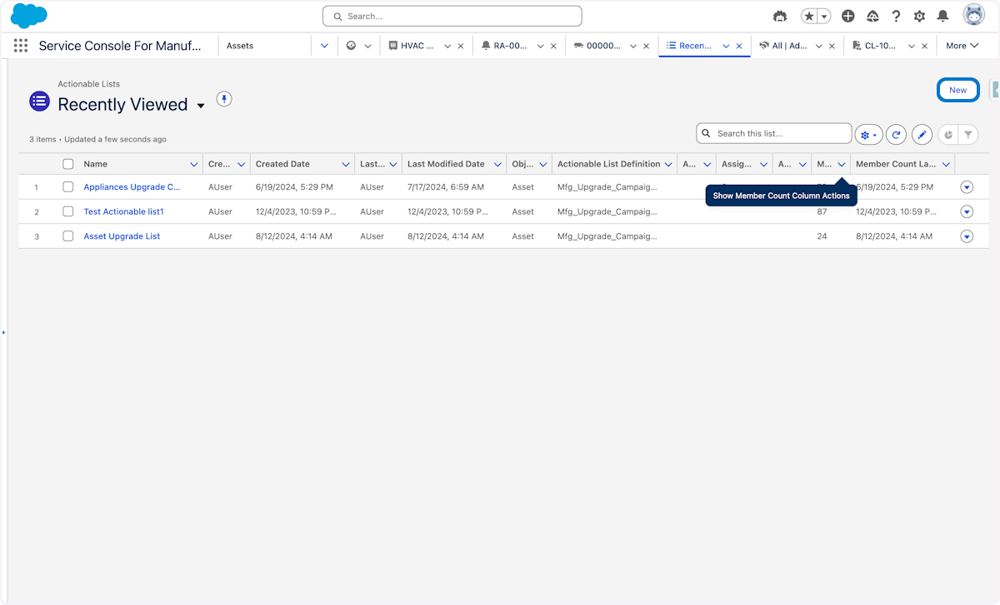 Search...
Service Console For Manuf... Assets HVAC ... RA-00... 00000... Recen... All | Ad... CL-10... More
Actionable Lists
Recently Viewed
New
3 items • Updated a few seconds ago
Search this list...
Name Cre... Created Date Last... Last Modified Date Obj... Actionable List Definition A... Assig... A... M... Member Count La...
1 Appliances Upgrade C... AUser 6/19/2024, 5:29 PM AUser 7/17/2024, 6:59 AM Asset Mfg_Upgrade_Campaig... 6/19/2024, 5:29 PM
Show Member Count Column Actions
2 Test Actionable list1 AUser 12/4/2023, 10:59 P... AUser 12/4/2023, 10:59 P... Asset Mfg_Upgrade_Campaig... 87 12/4/2023, 10:59 P...
3 Asset Upgrade List AUser 8/12/2024, 4:14 AM AUser 8/12/2024, 4:14 AM Asset Mfg_Upgrade_Campaig... 24 8/12/2024, 4:14 AM